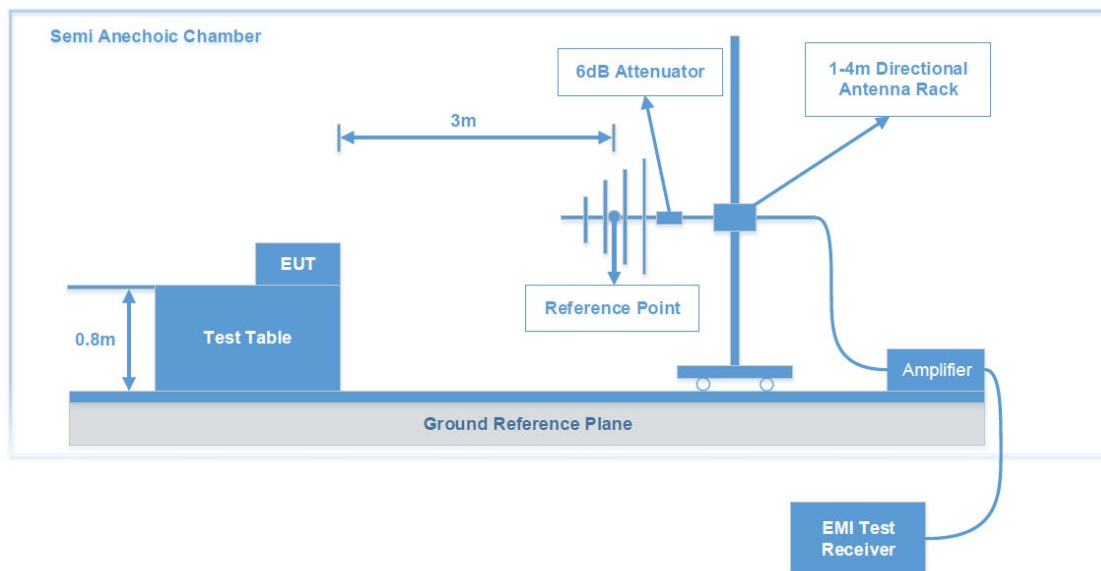 Semi Anechoic Chamber
6dB Attenuator
1-4m Directional
Antenna Rack
3m
EUT
Reference Point
0.8m
Test Table
Amplifier
Ground Reference Plane
EMI Test
Receiver